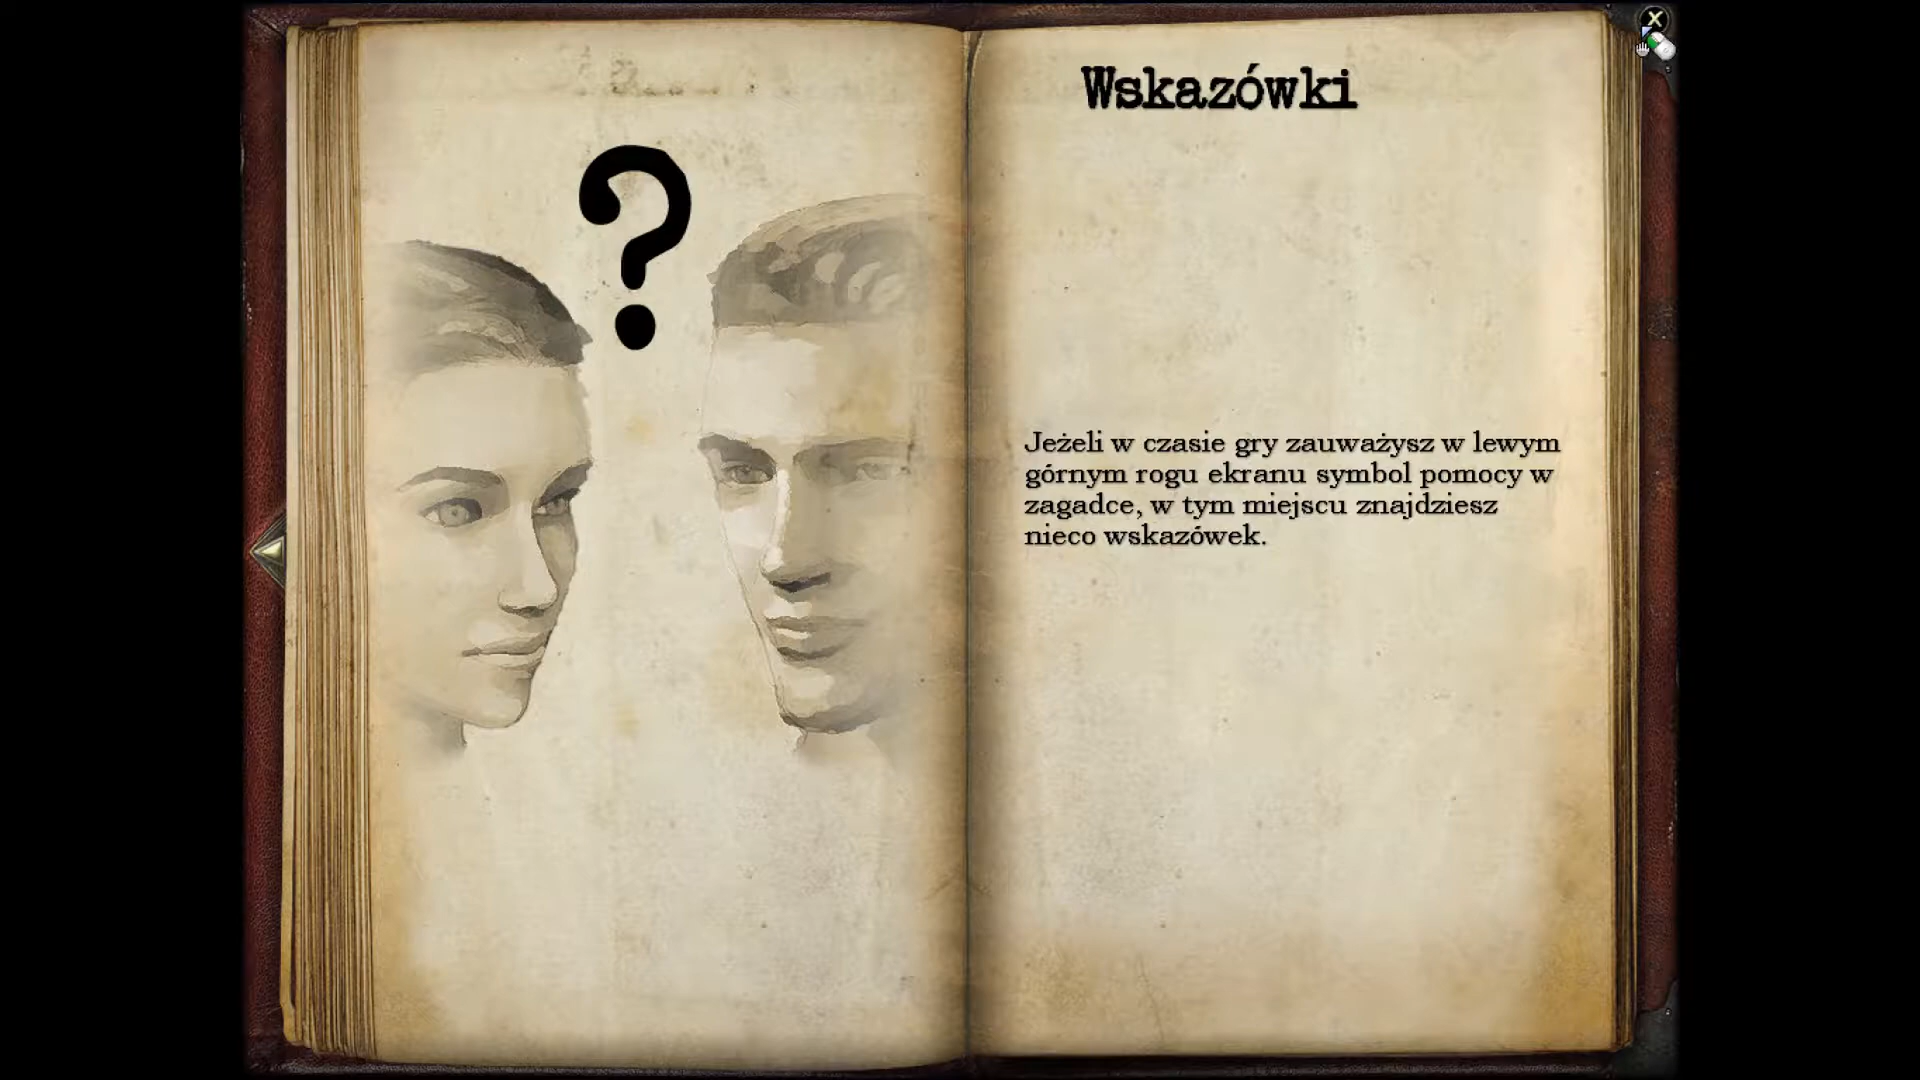 ?
Wskazówki
Jeżeli w czasie gry zauważysz w lewym
górnym rogu ekranu symbol pomocy w
zagadce, w tym miejscu znajdziesz
nieco wskazówek.
X